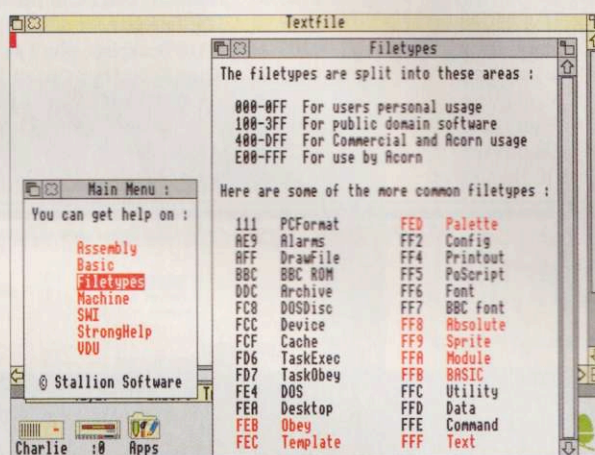 Textfile
Filetypes
The filetypes are split into these areas :
000-0FF For users personal usage
100-3FF For public domain software
400-DFF For Commercial and Acorn usage
E00-FFF For use by Acorn
Here are some of the more common filetypes :
111 PCFormat FED Palette
AE9 Alarms FF2 Config
AFF DrawFile FF4 Printout
BBC BBC ROM FF5 PoScript
DDC Archive FF6 Font
FC8 DOSDisc FF7 BBC font
FCC Device FF8 Absolute
FCF Cache FF9 Sprite
FD6 TaskExec FFA Module
FD7 TaskObey FFB BASIC
FE4 DOS FFC Utility
FEA Desktop FFD Data
FEB Obey FFE Command
FEC Template FFF Text
Main Menu :
You can get help on :
Assembly
Basic
Filetypes
Machine
SWI
StrongHelp
VDU
© Stallion Software
Charlie :0 Apps